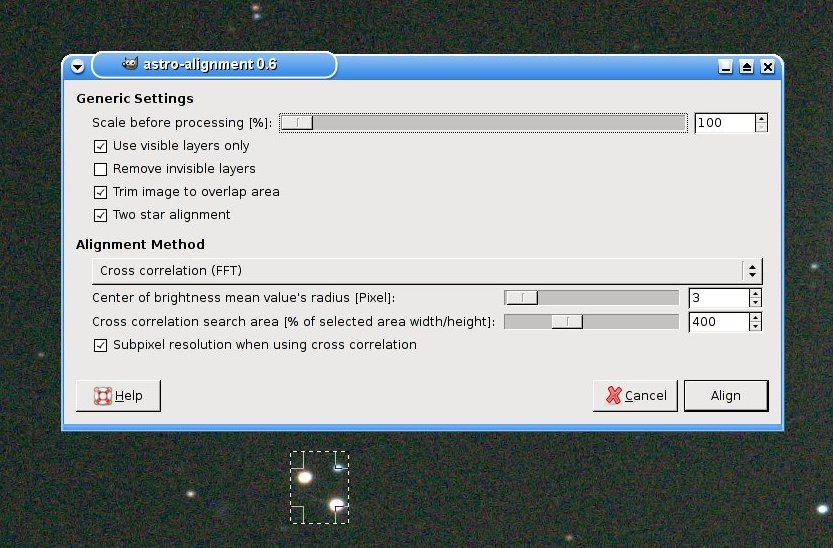 astro-alignment 0.6
Generic Settings
Scale before processing [%]: 100
Use visible layers only
Remove invisible layers
Trim image to overlap area
Two star alignment
Alignment Method
Cross correlation (FFT)
Center of brightness mean value's radius [Pixel]: 3
Cross correlation search area [% of selected area width/height]: 400
Subpixel resolution when using cross correlation
Help Cancel Align